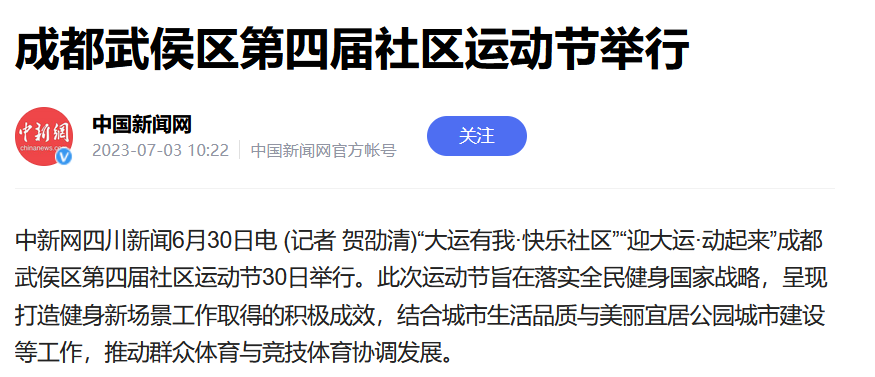 成都武侯区第四届社区运动节举行
中新網
chinanews.com
中国新闻网
2023-07-03 10:22 中国新闻网官方帐号
关注
中新网四川新闻6月30日电 (记者 贺劭清)“大运有我·快乐社区”“迎大运·动起来”成都
武侯区第四届社区运动节30日举行。此次运动节旨在落实全民健身国家战略，呈现
打造健身新场景工作取得的积极成效，结合城市生活品质与美丽宜居公园城市建设
等工作，推动群众体育与竞技体育协调发展。